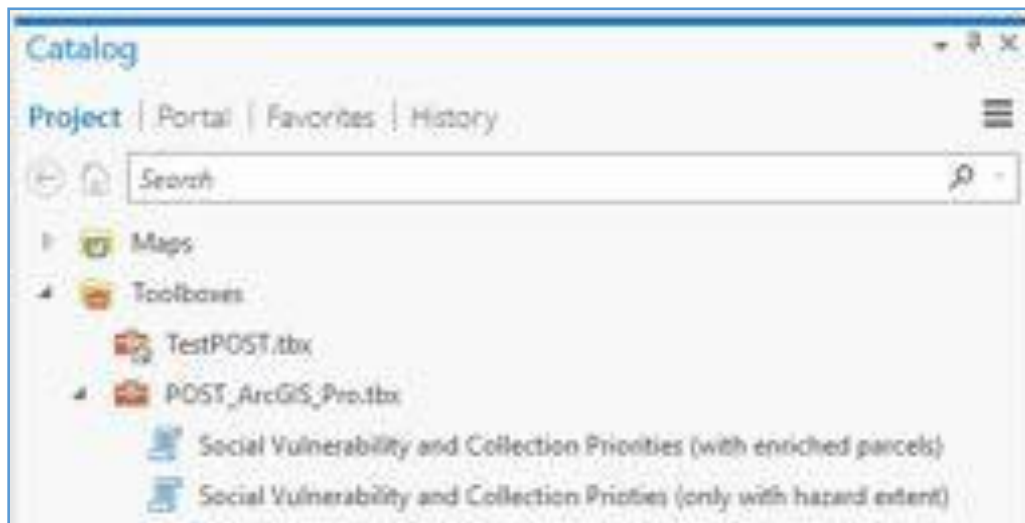 Catalog
Project | Portal | Favorites | History
Search
Maps
Toolboxes
TestPOST.tbx
POST_ArcGIS_Pro.tbx
Social Vulnerability and Collection Priorities (with enriched parcels)
Social Vulnerability and Collection Prioties (only with hazard extent)